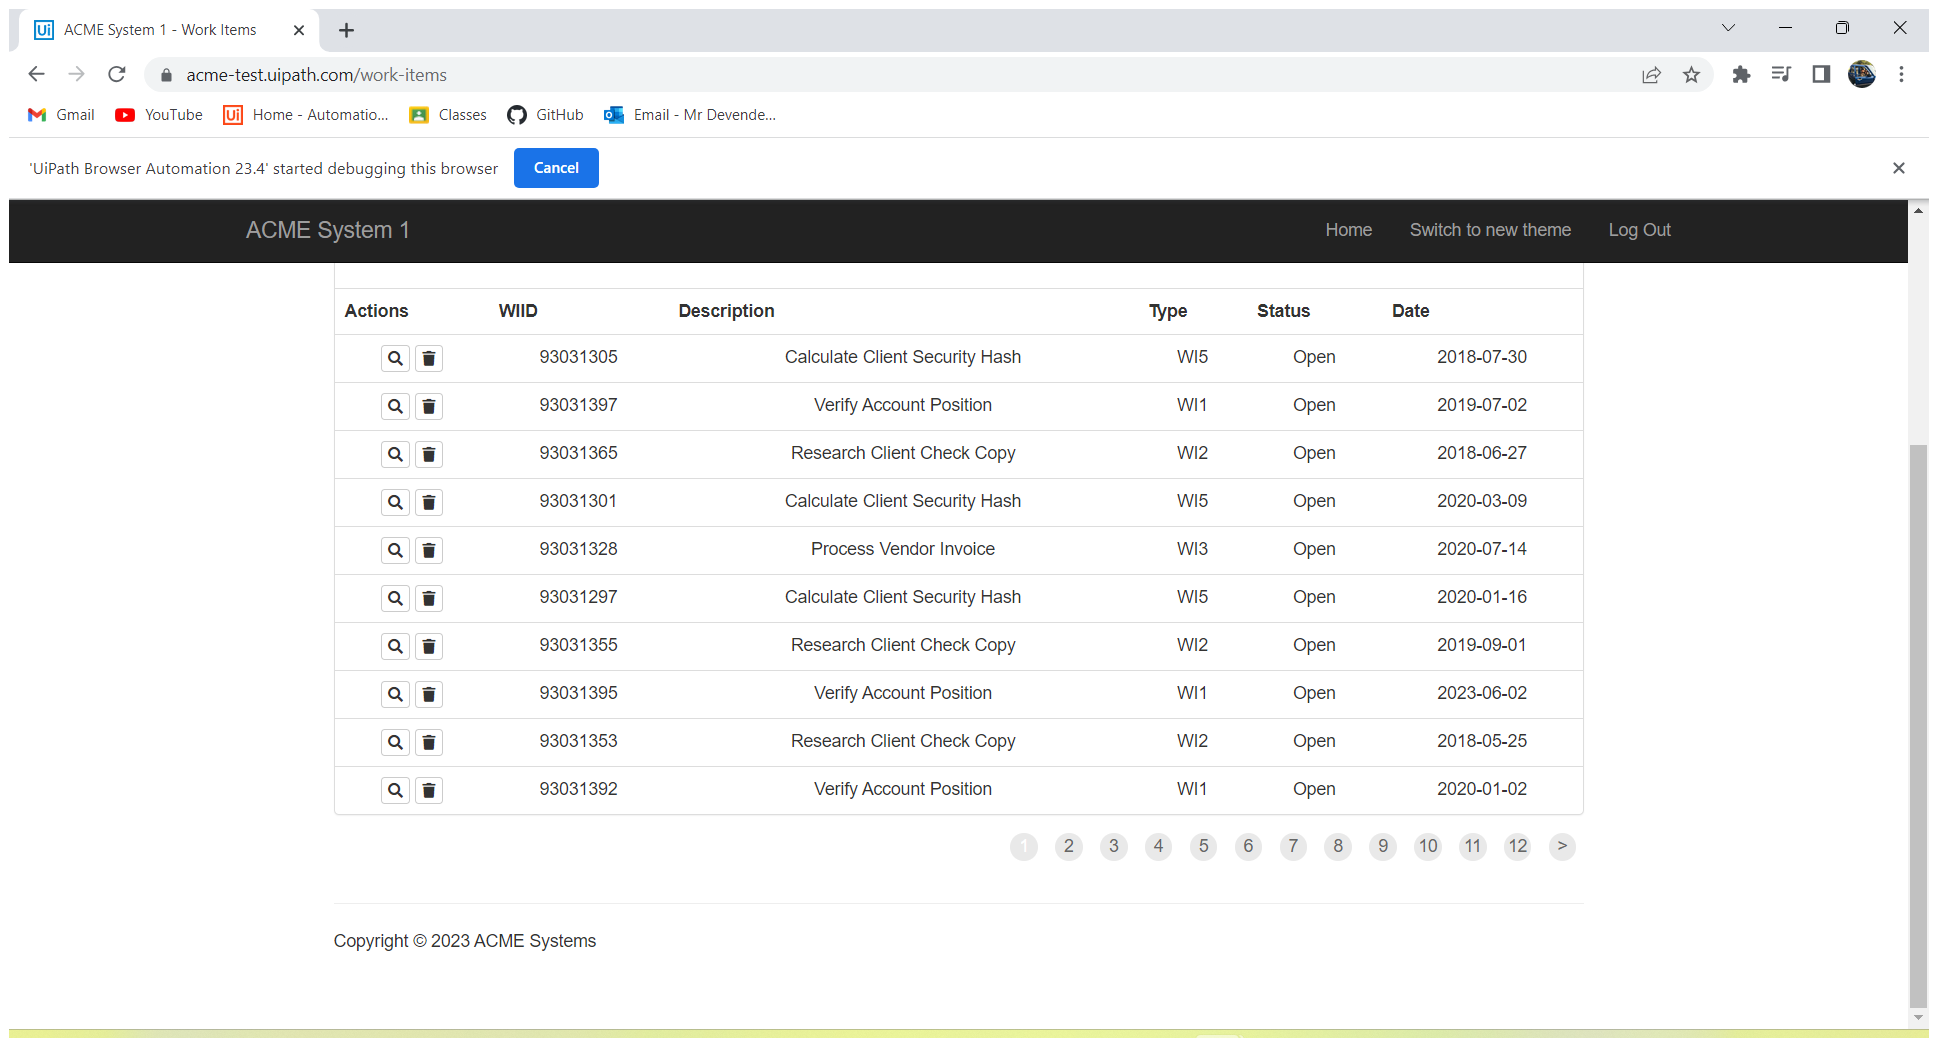 Ui ACME System 1 - Work Items
acme-test.uipath.com/work-items
Gmail YouTube Ui Home - Automatio... Classes GitHub Email - Mr Devende...
'UiPath Browser Automation 23.4' started debugging this browser Cancel
ACME System 1 Home Switch to new theme Log Out
Actions WIID Description Type Status Date
93031305 Calculate Client Security Hash WI5 Open 2018-07-30
93031397 Verify Account Position WI1 Open 2019-07-02
93031365 Research Client Check Copy WI2 Open 2018-06-27
93031301 Calculate Client Security Hash WI5 Open 2020-03-09
93031328 Process Vendor Invoice WI3 Open 2020-07-14
93031297 Calculate Client Security Hash WI5 Open 2020-01-16
93031355 Research Client Check Copy WI2 Open 2019-09-01
93031395 Verify Account Position WI1 Open 2023-06-02
93031353 Research Client Check Copy WI2 Open 2018-05-25
93031392 Verify Account Position WI1 Open 2020-01-02
1 2 3 4 5 6 7 8 9 10 11 12 >
Copyright © 2023 ACME Systems